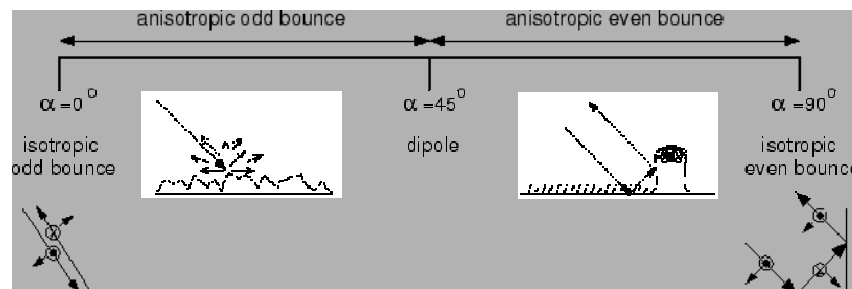 anisotropic odd bounce anisotropic even bounce
α=0° α=45° α=90°
isotropic dipole isotropic
odd bounce even bounce